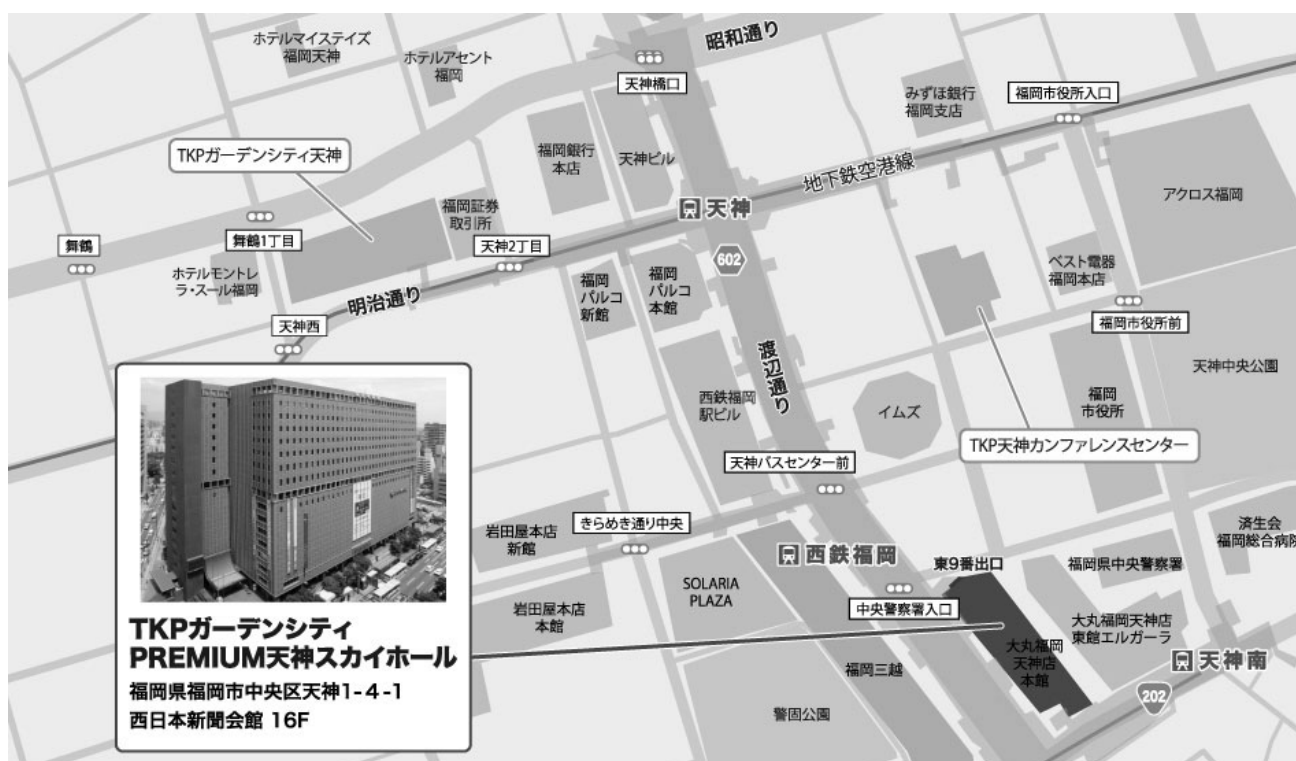 ホテルマイステイズ
福岡天神
ホテルアセント
福岡
天神橋口
昭和通り
みずほ銀行
福岡支店
福岡市役所入口
TKPガーデンシティ天神
福岡銀行
本店
天神ビル
地下鉄空港線
アクロス福岡
福岡証券
取引所
天神
舞鶴
舞鶴1丁目
天神2丁目
602
ホテルモントレ
ラ・スール福岡
明治通り
福岡
パルコ
新館
福岡
パルコ
本館
ベスト電器
福岡本店
天神西
福岡市役所前
渡辺通り
天神中央公園
西鉄福岡
駅ビル
イムズ
福岡
市役所
TKP天神カンファレンスセンター
天神バスセンター前
岩田屋本店
新館
きらめき通り中央
済生会
福岡総合病院
西鉄福岡
東9番出口
福岡県中央警察署
SOLARIA
PLAZA
中央警察署入口
岩田屋本店
本館
大丸福岡天神店
東館エルガーラ
大丸福岡
天神店
本館
天神南
福岡三越
202
警固公園
TKPガーデンシティ
PREMIUM天神スカイホール
福岡県福岡市中央区天神1-4-1
西日本新聞会館 16F